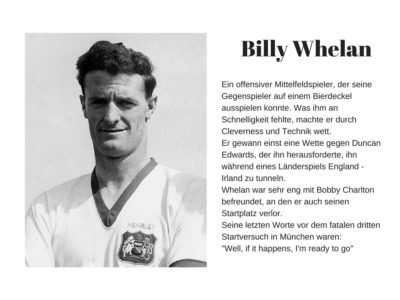 Billy Whelan
Ein offensiver Mittelfeldspieler, der seine
Gegenspieler auf einem Bierdeckel
ausspielen konnte. Was ihm an
Schnelligkeit fehlte, machte er durch
Cleverness und Technik wett.
Er gewann einst eine Wette gegen Duncan
Edwards, der ihn herausforderte, ihn
während eines Länderspiels England -
Irland zu tunneln.
Whelan war sehr eng mit Bobby Charlton
befreundet, an den er auch seinen
Startplatz verlor.
Seine letzten Worte vor dem fatalen dritten
Startversuch in München waren:
"Well, if it happens, I'm ready to go"